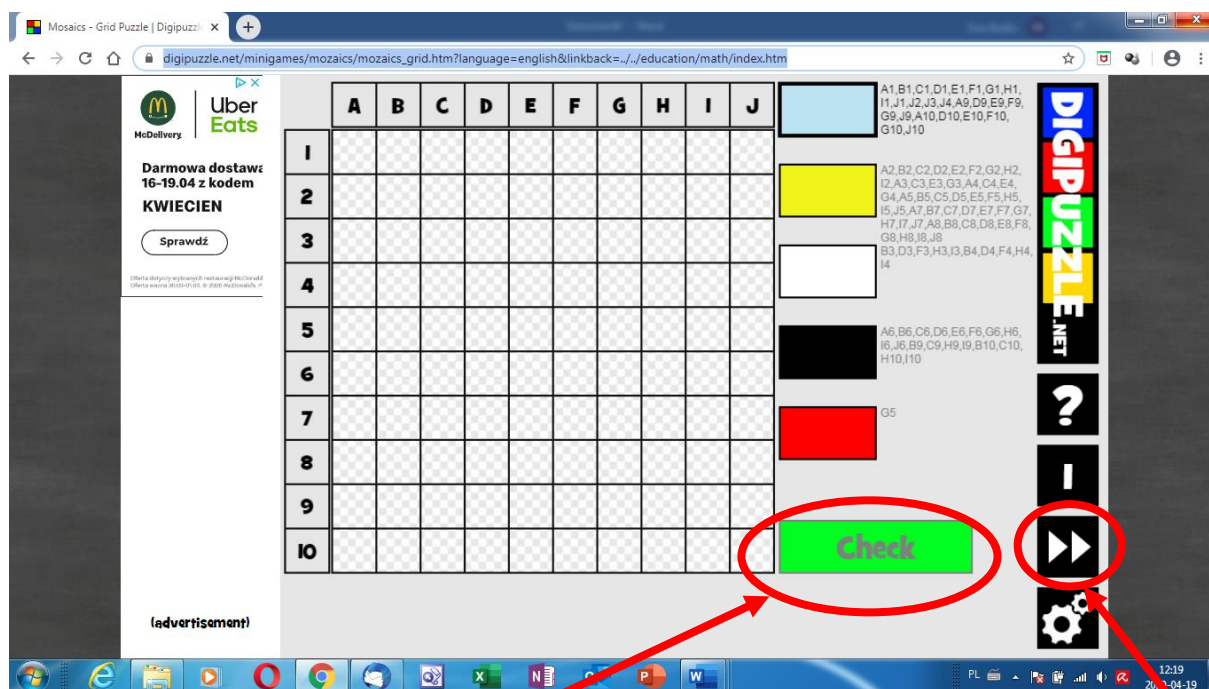 Mosaics - Grid Puzzle | Digipuzzl
digipuzzle.net/minigames/mozaics/mozaics_grid.htm?language=english&linkback=../../education/math/index.htm
McDelivery
Uber
Eats
Darmowa dostawa
16-19.04 z kodem
KWIECIEN
Sprawdź
(advertisement)
A B C D E F G H I J
1
2
3
4
5
6
7
8
9
10
A1,B1,C1,D1,E1,F1,G1,H1,
I1,J1,J2,J3,J4,A9,D9,E9,F9,
G9,J9,A10,D10,E10,F10,
G10,J10
A2,B2,C2,D2,E2,F2,G2,H2,
I2,A3,C3,E3,G3,A4,C4,E4,
G4,A5,B5,C5,D5,E5,F5,H5,
I5,J5,A7,B7,C7,D7,E7,F7,G7,
H7,I7,J7,A8,B8,C8,D8,E8,F8,
G8,H8,I8,J8
B3,D3,F3,H3,I3,B4,D4,F4,H4,
I4
A6,B6,C6,D6,E6,F6,G6,H6,
I6,J6,B9,C9,H9,I9,B10,C10,
H10,I10
G5
Check
DIGIPUZZLE.NET
?
I
PL
12:19